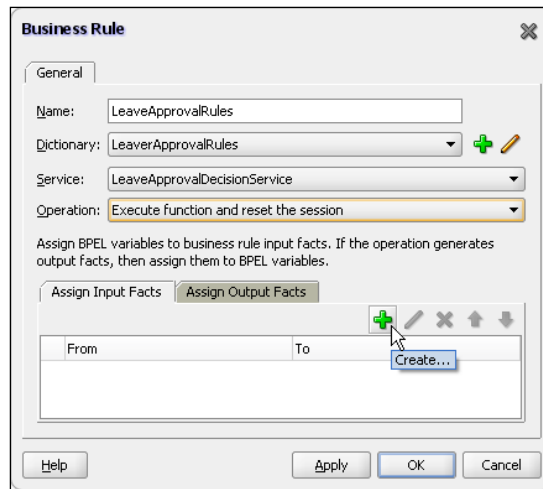 Business Rule
General
Name: LeaveApprovalRules
Dictionary: LeaverApprovalRules
Service: LeaveApprovalDecisionService
Operation: Execute function and reset the session
Assign BPEL variables to business rule input facts. If the operation generates
output facts, then assign them to BPEL variables.
Assign Input Facts Assign Output Facts
From To
Create...
Help Apply OK Cancel